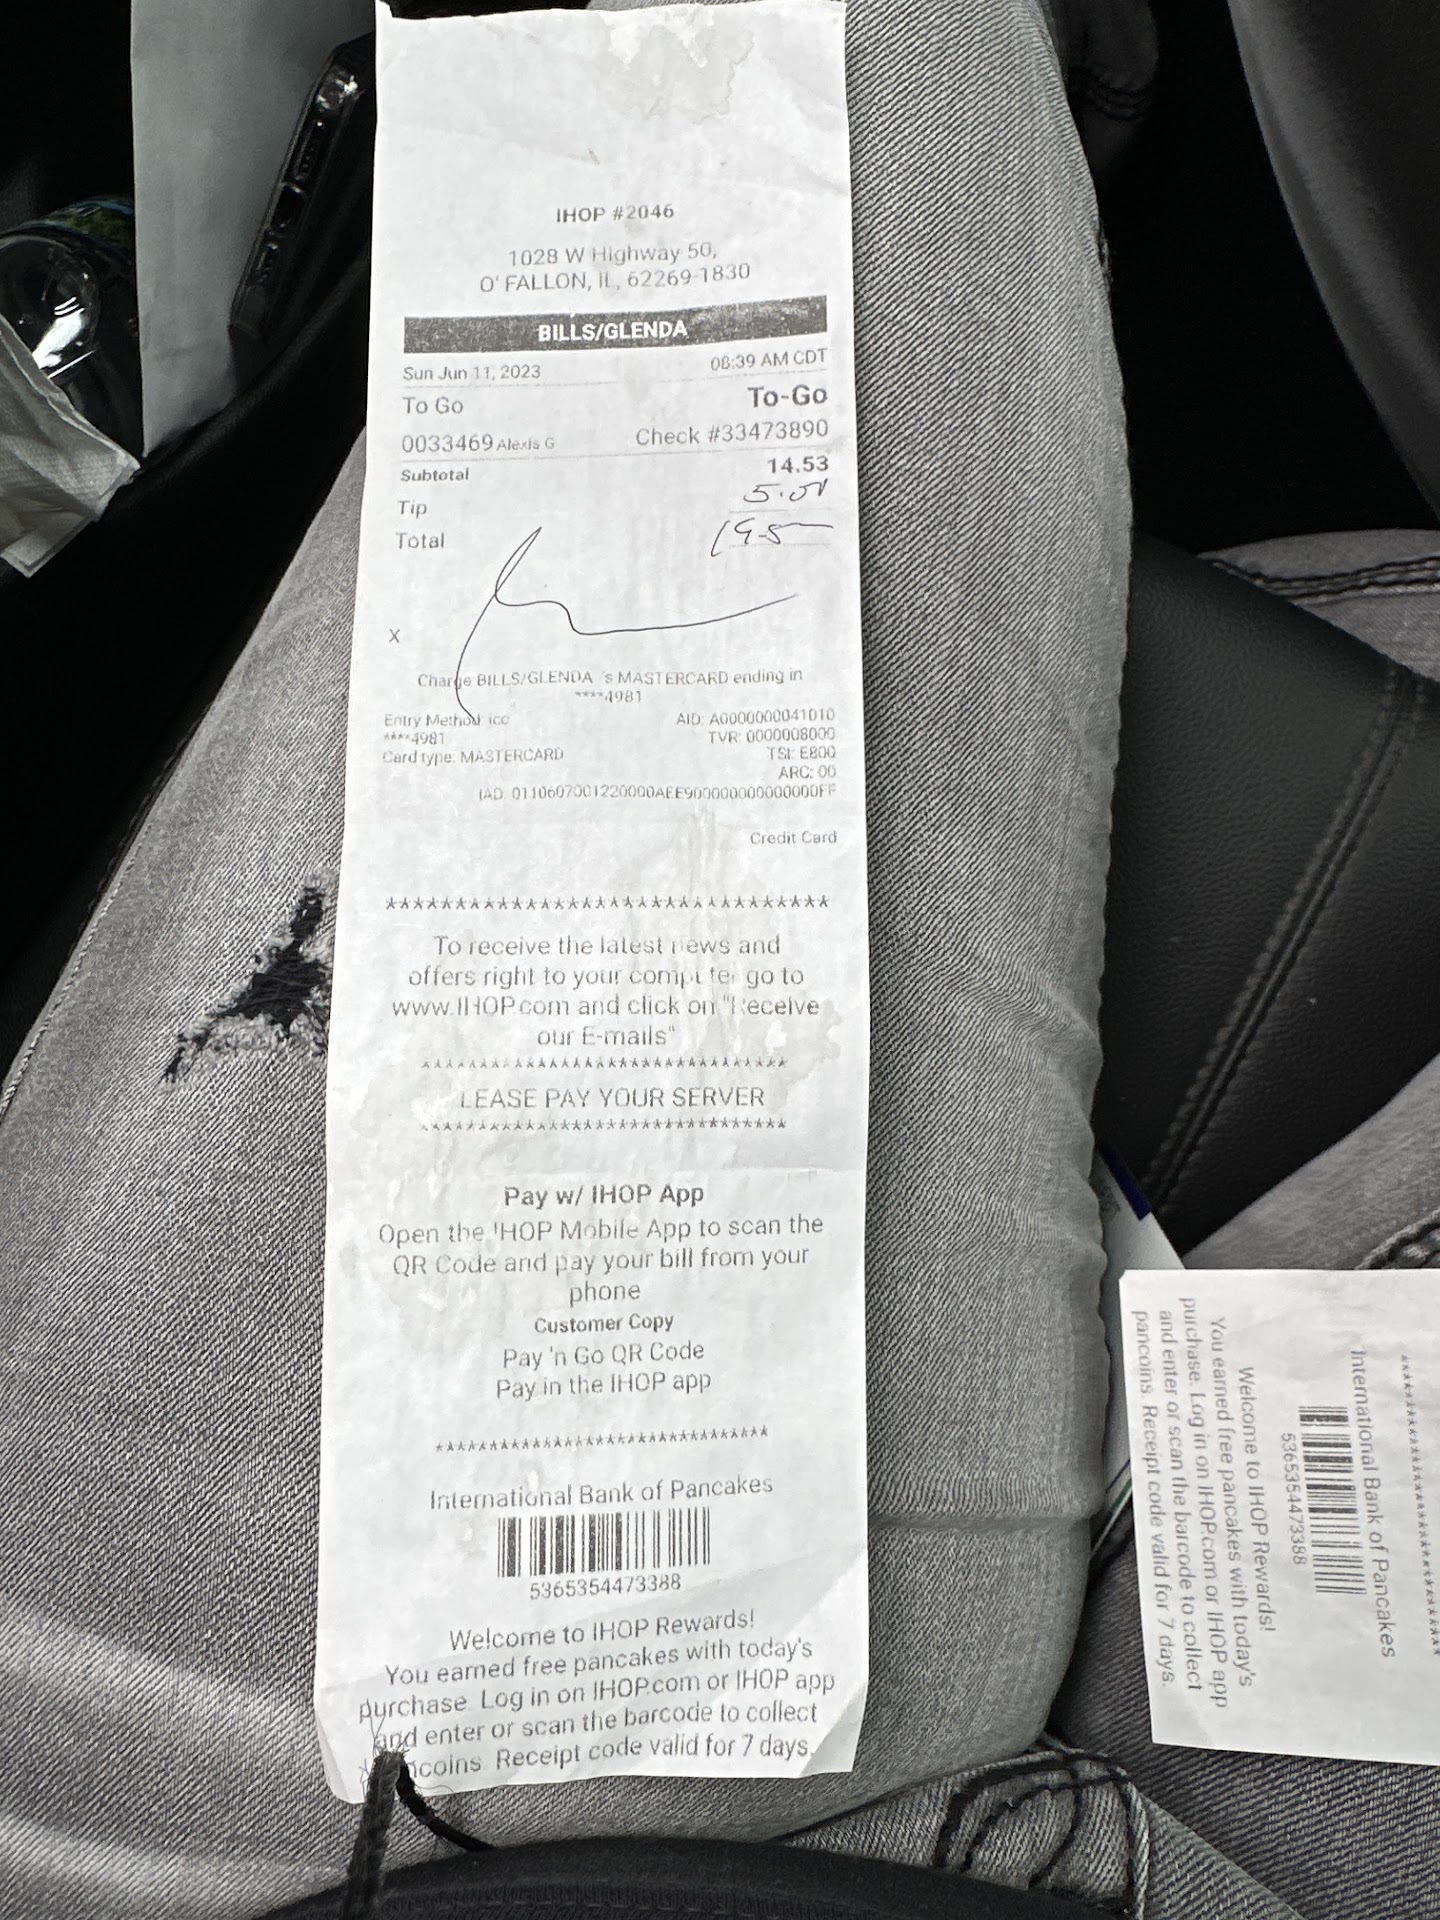 IHOP #2046
1028 W Highway 50,
O' FALLON, IL, 62269-1830
BILLS/GLENDA
Sun Jun 11, 2023 08:39 AM CDT
To Go To-Go
0033469 Alexis G Check #33473890
Subtotal 14.53
Tip 5.01
Total 19.5
X
Charge BILLS/GLENDA 's MASTERCARD ending in
****4981
Entry Method: icc AID: A0000000041010
****4981 TVR: 0000008000
Card type: MASTERCARD TSI: E800
ARC: 00
IAD: 0110607001220000AEE900000000000000FF
Credit Card
*******************************
To receive the latest news and
offers right to your computer go to
www.IHOP.com and click on "Receive
our E-mails"
*******************************
LEASE PAY YOUR SERVER
*******************************
Pay w/ IHOP App
Open the IHOP Mobile App to scan the
QR Code and pay your bill from your
phone
Customer Copy
Pay 'n Go QR Code
Pay in the IHOP app
*******************************
International Bank of Pancakes
5365354473388
Welcome to IHOP Rewards!
You earned free pancakes with today's
purchase. Log in on IHOP.com or IHOP app
and enter or scan the barcode to collect
ncoins. Receipt code valid for 7 days.
*******************************
International Bank of Pancakes
5365354473388
Welcome to IHOP Rewards!
You earned free pancakes with today's
purchase. Log in on IHOP.com or IHOP app
and enter or scan the barcode to collect
pancoins. Receipt code valid for 7 days.